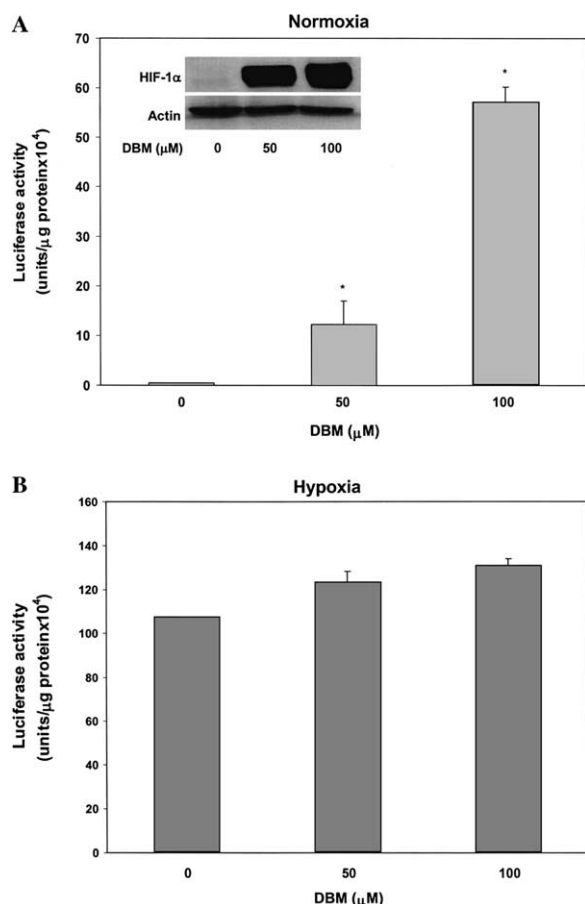 A
Normoxia
70
60
50
40
30
20
10
0
Luciferase activity
(units/μg proteinx10⁴)
HIF-1α
Actin
DBM (μM) 0 50 100
*
*
0 50 100
DBM (μM)
B
Hypoxia
160
140
120
100
80
60
40
20
0
Luciferase activity
(units/μg proteinx10⁴)
0 50 100
DBM (μM)